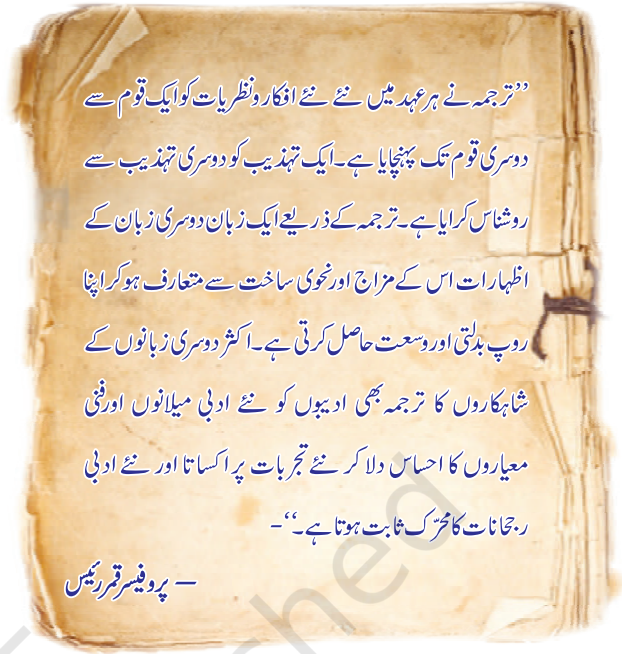 ’’ترجمہ نے ہر عہد میں نئے نئے افکار و نظریات کو ایک قوم سے
دوسری قوم تک پہنچایا ہے۔ ایک تہذیب کو دوسری تہذیب سے
روشناس کرایا ہے۔ ترجمہ کے ذریعے ایک زبان دوسری زبان کے
اظہارات اس کے مزاج اور نحوی ساخت سے متعارف ہو کر اپنا
روپ بدلتی اور وسعت حاصل کرتی ہے۔ اکثر دوسری زبانوں کے
شاہکاروں کا ترجمہ بھی ادیبوں کو نئے ادبی میلانوں اور فنی
معیاروں کا احساس دلا کر نئے تجربات پر اکساتا اور نئے ادبی
رجحانات کا محرّک ثابت ہوتا ہے۔‘‘-
— پروفیسر قمر رئیس